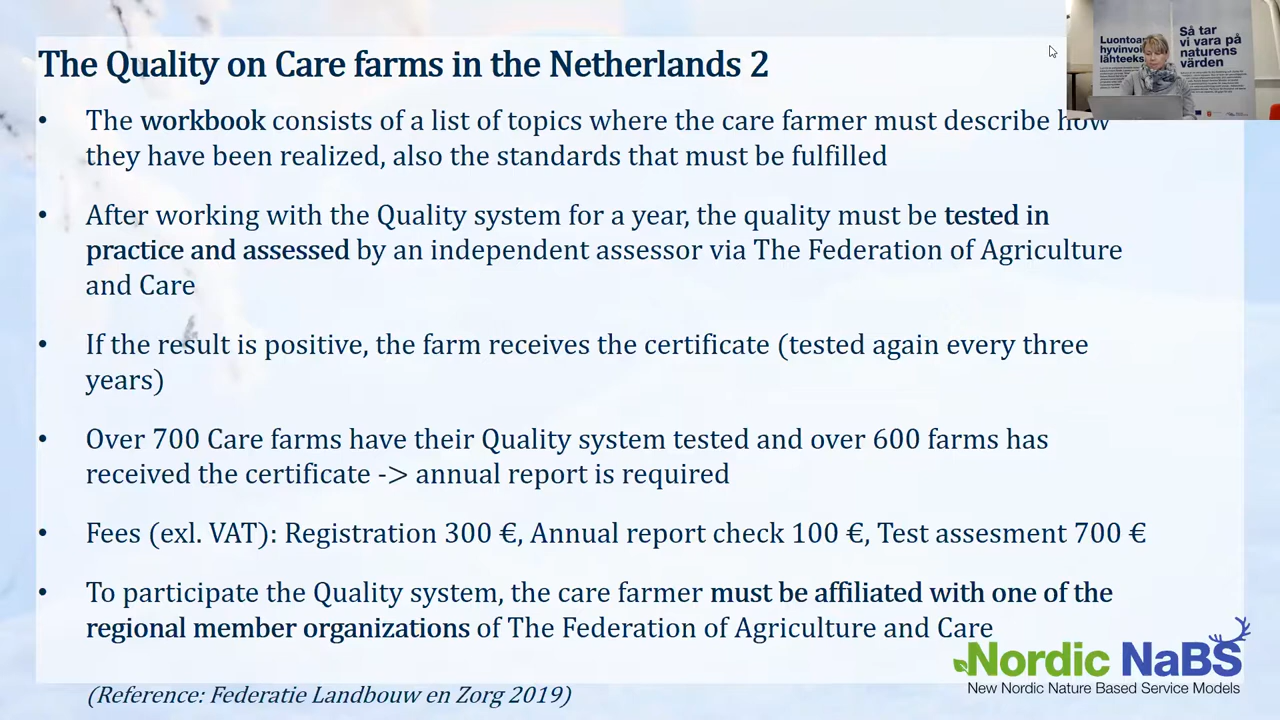 The Quality on Care farms in the Netherlands 2
• The workbook consists of a list of topics where the care farmer must describe how
they have been realized, also the standards that must be fulfilled
• After working with the Quality system for a year, the quality must be tested in
practice and assessed by an independent assessor via The Federation of Agriculture
and Care
• If the result is positive, the farm receives the certificate (tested again every three
years)
• Over 700 Care farms have their Quality system tested and over 600 farms has
received the certificate -> annual report is required
• Fees (exl. VAT): Registration 300 €, Annual report check 100 €, Test assesment 700 €
• To participate the Quality system, the care farmer must be affiliated with one of the
regional member organizations of The Federation of Agriculture and Care
(Reference: Federatie Landbouw en Zorg 2019)
Nordic NaBS
New Nordic Nature Based Service Models
Så tar
vi vara på
naturens
värden